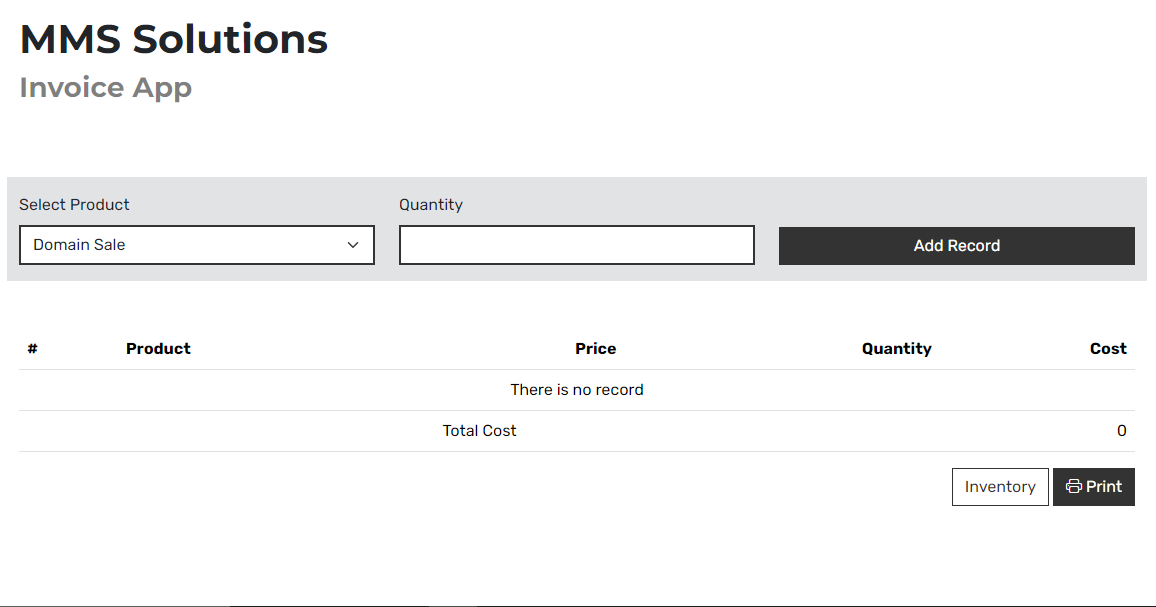 MMS Solutions
Invoice App
Select Product Quantity
Domain Sale Add Record
# Product Price Quantity Cost
There is no record
Total Cost 0
Inventory Print